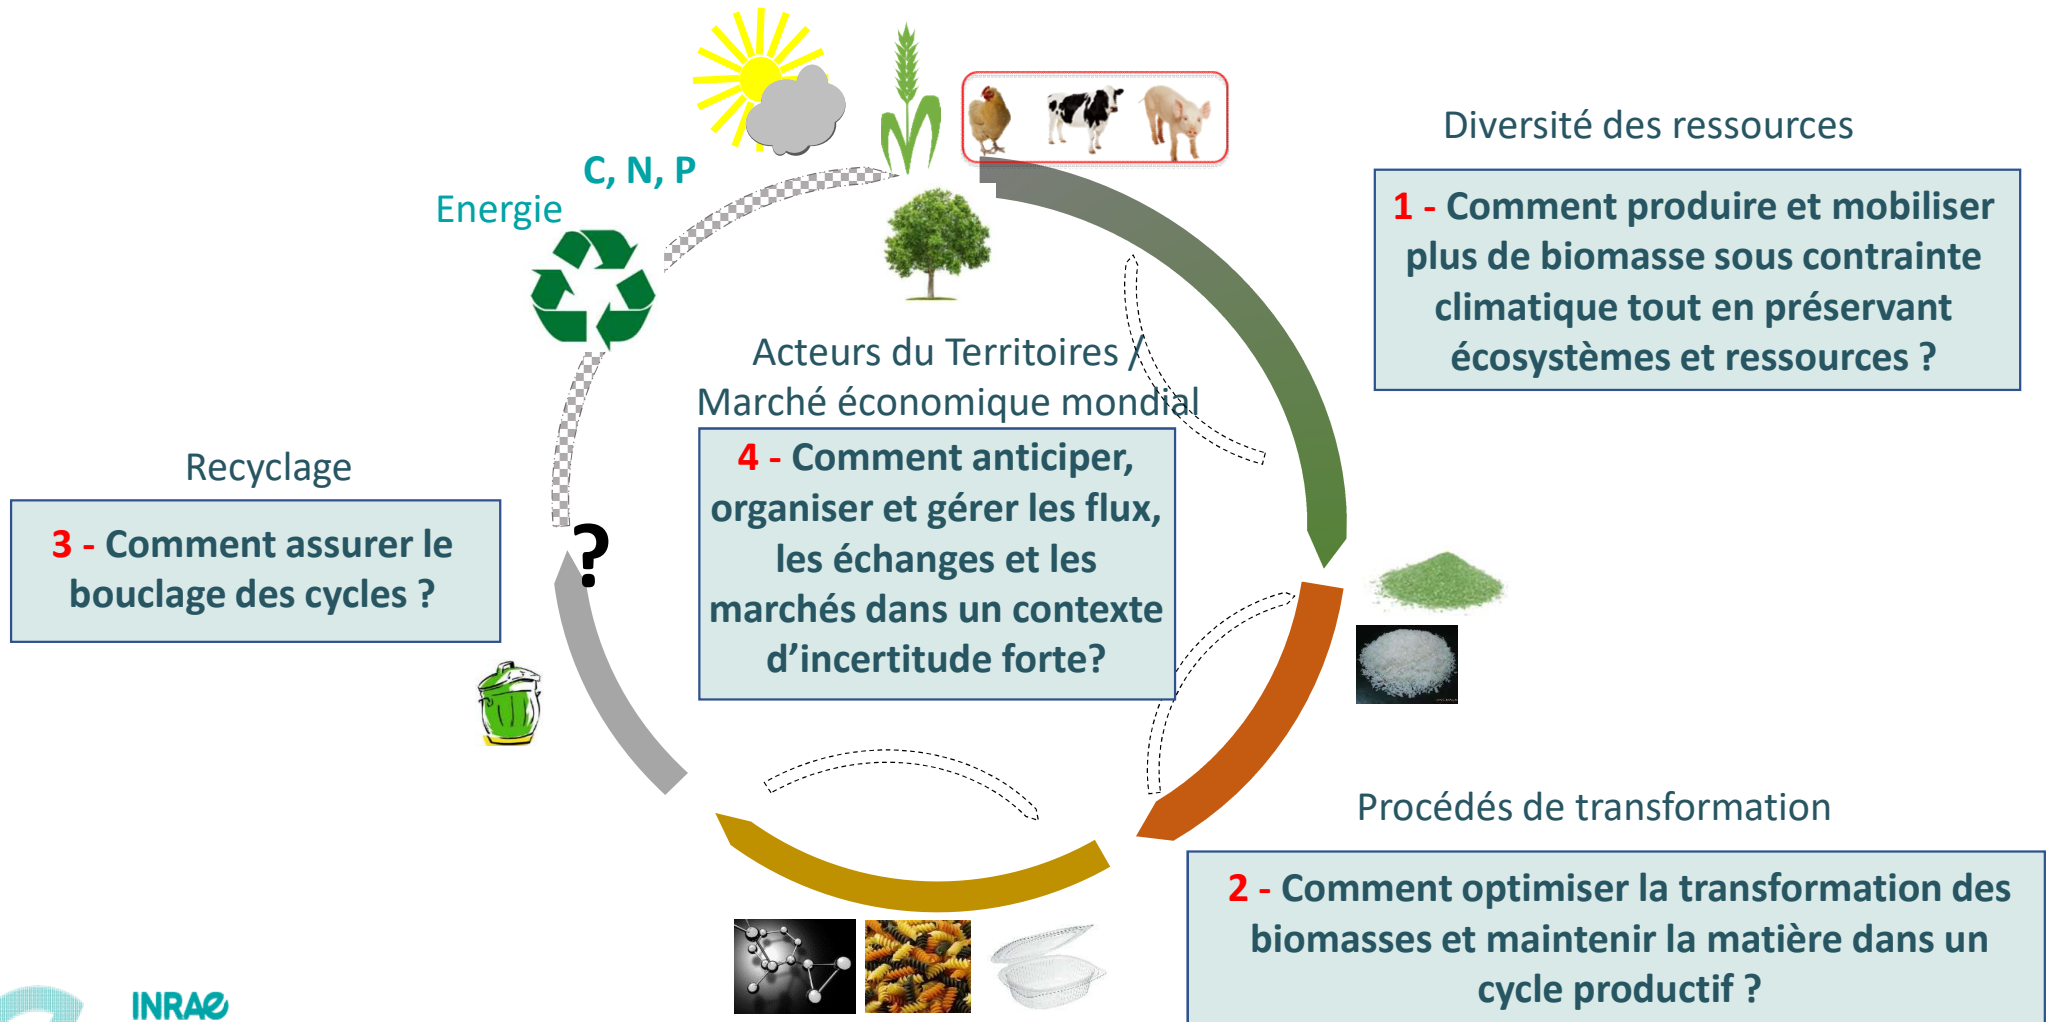 C, N, P
Energie
Diversité des ressources
1 - Comment produire et mobiliser
plus de biomasse sous contrainte
climatique tout en préservant
écosystèmes et ressources ?
Acteurs du Territoires /
Marché économique mondial
4 - Comment anticiper,
organiser et gérer les flux,
les échanges et les
marchés dans un contexte
d’incertitude forte?
Recyclage
3 - Comment assurer le
bouclage des cycles ?
?
Procédés de transformation
2 - Comment optimiser la transformation des
biomasses et maintenir la matière dans un
cycle productif ?
INRAE